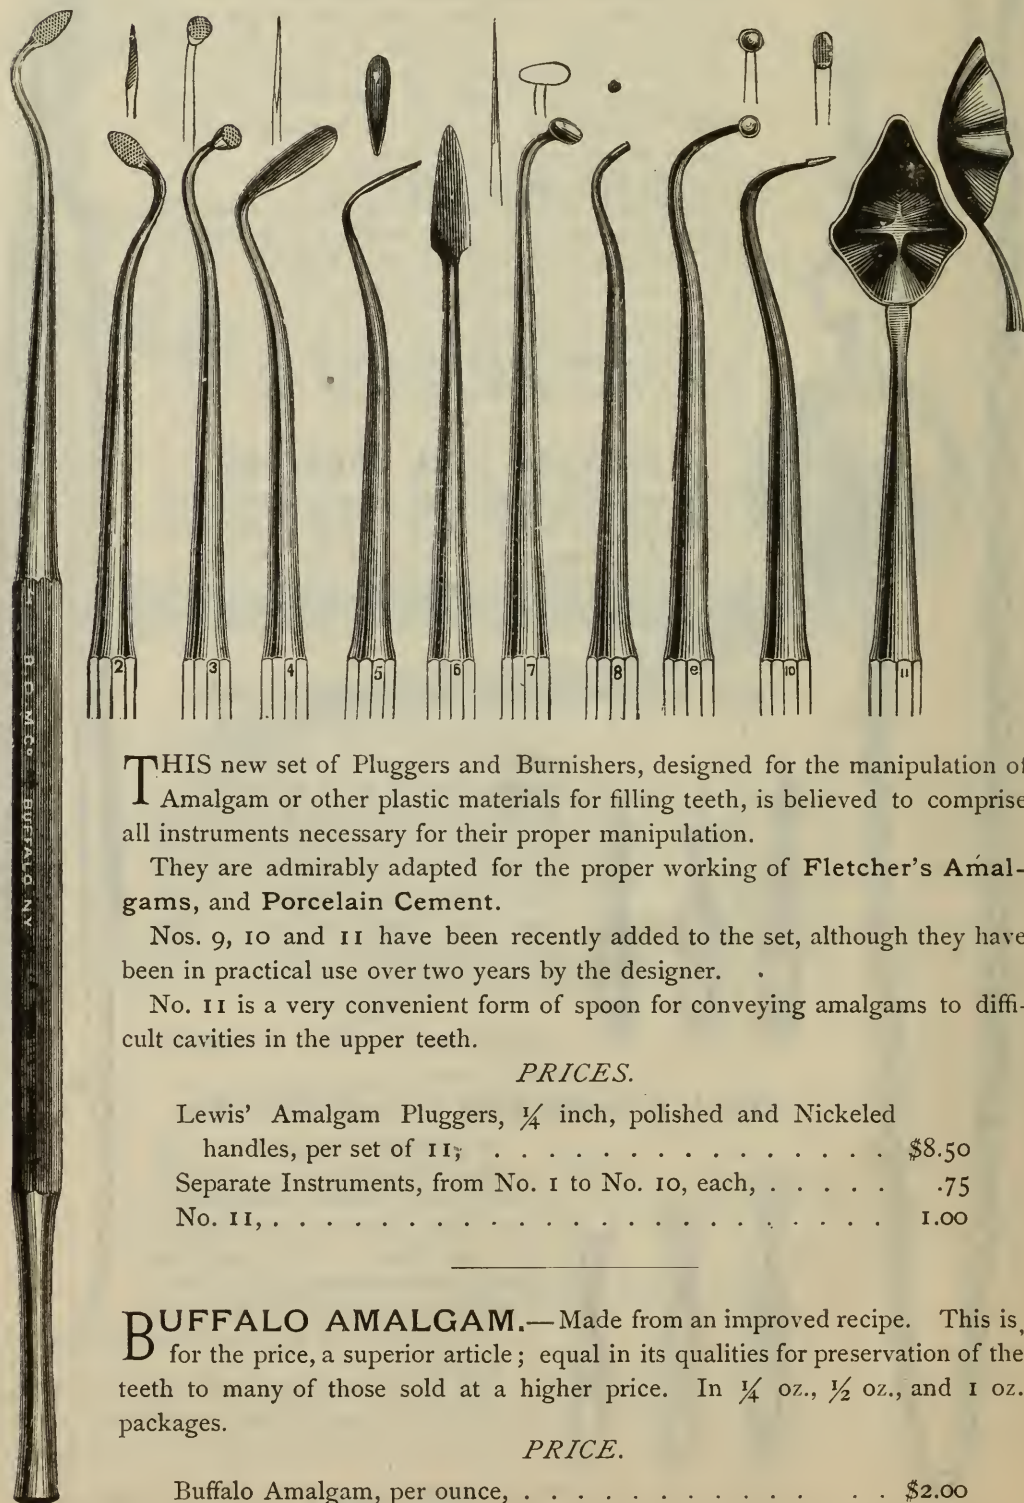 B.D.M.Co. BUFFALO, N.Y.
2 3 4 5 6 7 8 9 10 11
THIS new set of Pluggers and Burnishers, designed for the manipulation of
Amalgam or other plastic materials for filling teeth, is believed to comprise
all instruments necessary for their proper manipulation.
They are admirably adapted for the proper working of Fletcher's Amal-
gams, and Porcelain Cement.
Nos. 9, 10 and 11 have been recently added to the set, although they have
been in practical use over two years by the designer.
No. 11 is a very convenient form of spoon for conveying amalgams to diffi-
cult cavities in the upper teeth.
PRICES.
Lewis' Amalgam Pluggers, ¼ inch, polished and Nickeled
handles, per set of 11, . . . . . . . . . . . . . . . $8.50
Separate Instruments, from No. 1 to No. 10, each, . . . . . .75
No. 11, . . . . . . . . . . . . . . . . . . . . . . . 1.00
BUFFALO AMALGAM.—Made from an improved recipe. This is,
for the price, a superior article; equal in its qualities for preservation of the
teeth to many of those sold at a higher price. In ¼ oz., ½ oz., and 1 oz.
packages.
PRICE.
Buffalo Amalgam, per ounce, . . . . . . . . . . . . . $2.00